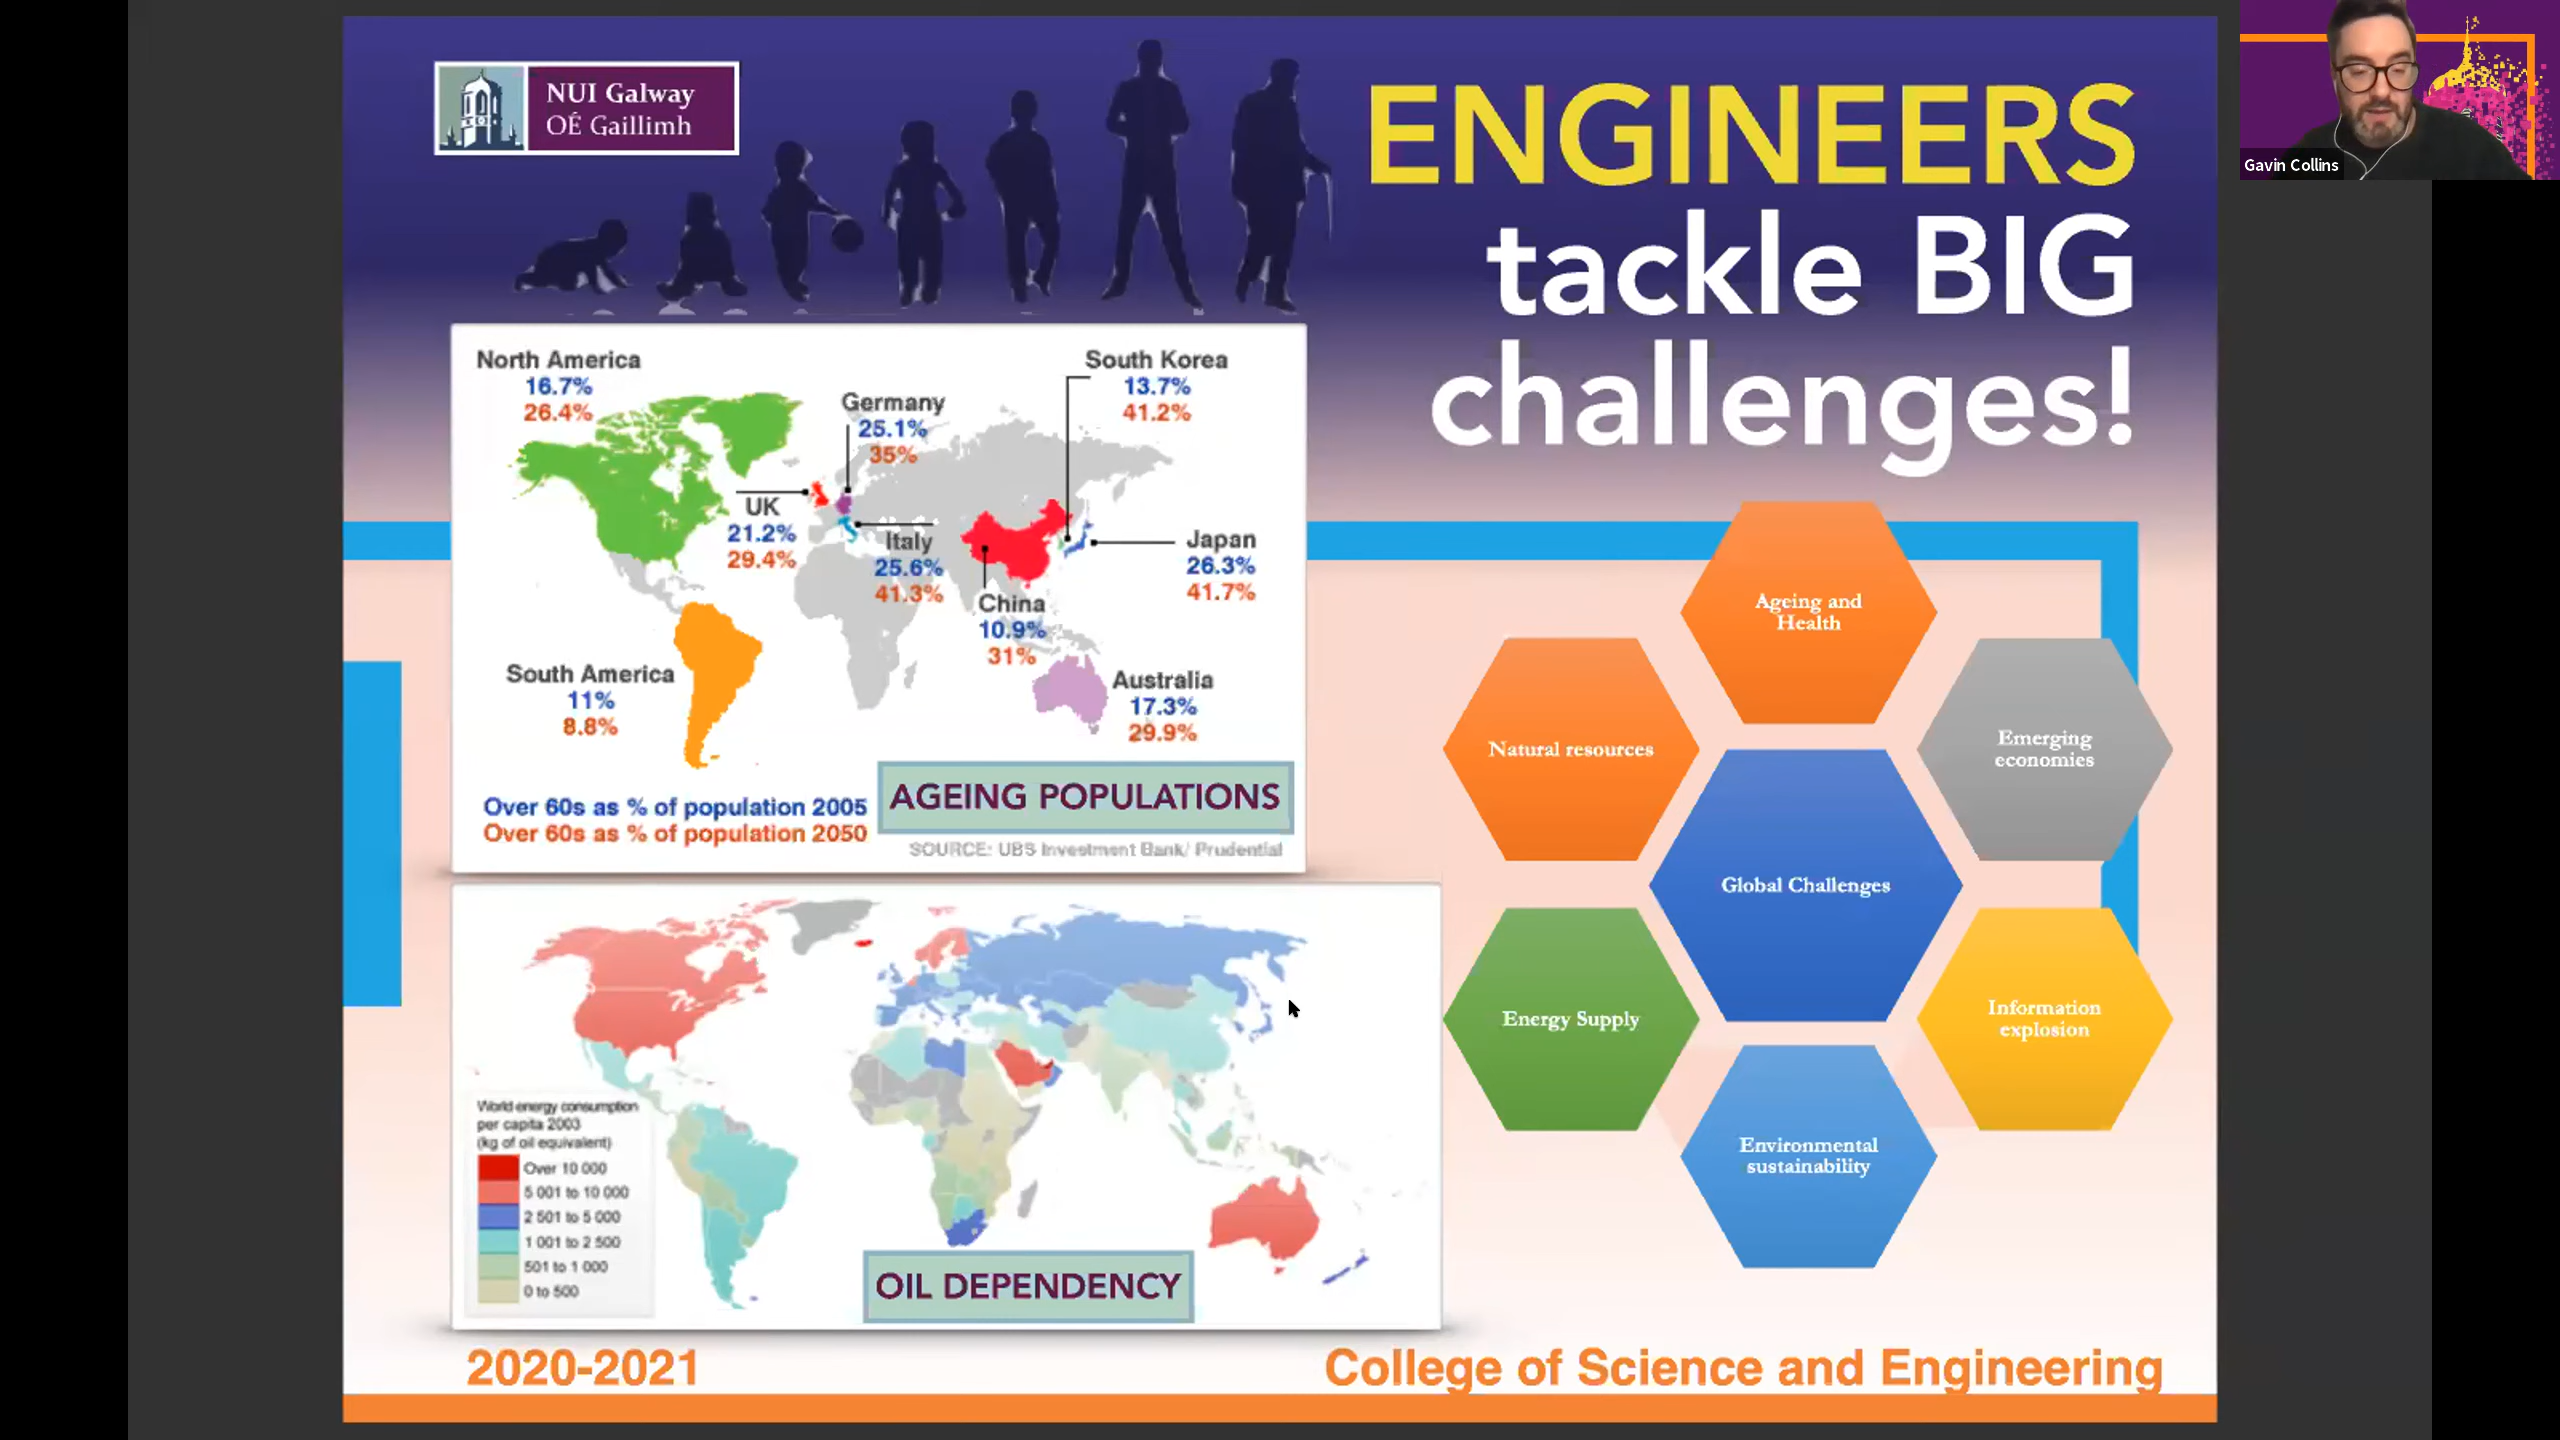 NUI Galway
OÉ Gaillimh
ENGINEERS
tackle BIG
challenges!
Gavin Collins
North America
16.7%
26.4%
Germany
25.1%
35%
South Korea
13.7%
41.2%
UK
21.2%
29.4%
Italy
25.6%
41.3%
Japan
26.3%
41.7%
China
10.9%
31%
South America
11%
8.8%
Australia
17.3%
29.9%
AGEING POPULATIONS
Over 60s as % of population 2005
Over 60s as % of population 2050
SOURCE: UBS Investment Bank/ Prudential
World energy consumption
per capita 2003
(kg of oil equivalent)
Over 10 000
5 001 to 10 000
2 501 to 5 000
1 001 to 2 500
501 to 1 000
0 to 500
OIL DEPENDENCY
Ageing and
Health
Natural resources
Emerging
economies
Global Challenges
Energy Supply
Information
explosion
Environmental
sustainability
2020-2021
College of Science and Engineering